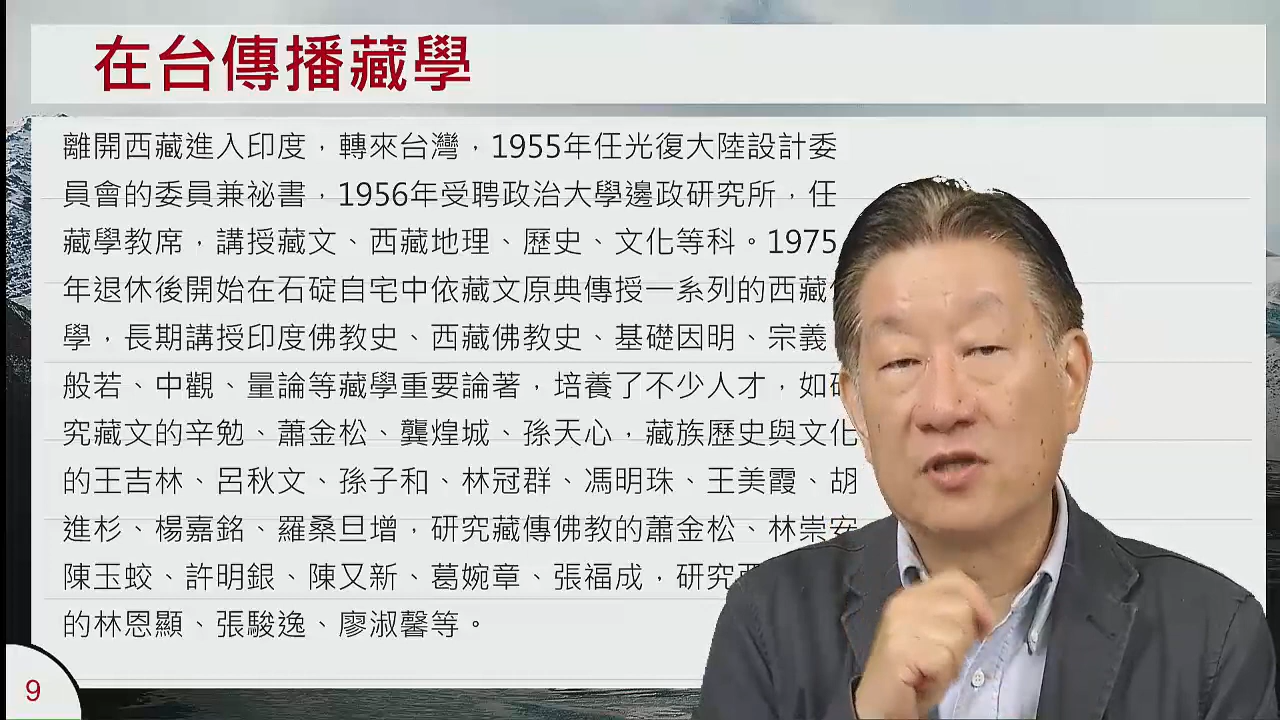 在台傳播藏學
離開西藏進入印度，轉來台灣，1955年任光復大陸設計委
員會的委員兼祕書，1956年受聘政治大學邊政研究所，任
藏學教席，講授藏文、西藏地理、歷史、文化等科。1975
年退休後開始在石碇自宅中依藏文原典傳授一系列的西藏
學，長期講授印度佛教史、西藏佛教史、基礎因明、宗義
般若、中觀、量論等藏學重要論著，培養了不少人才，如
究藏文的辛勉、蕭金松、龔煌城、孫天心，藏族歷史與文化
的王吉林、呂秋文、孫子和、林冠群、馮明珠、王美霞、胡
進杉、楊嘉銘、羅桑旦增，研究藏傳佛教的蕭金松、林崇安
陳玉蛟、許明銀、陳又新、葛婉章、張福成，研究
的林恩顯、張駿逸、廖淑馨等。
9